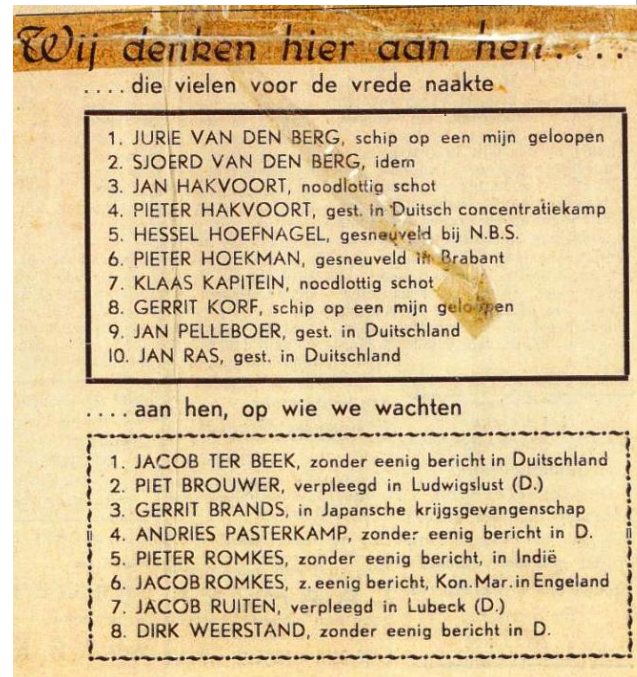 Wij denken hier aan hen....
....die vielen voor de vrede naakte
1. JURIE VAN DEN BERG, schip op een mijn geloopen
2. SJOERD VAN DEN BERG, idem
3. JAN HAKVOORT, noodlottig schot
4. PIETER HAKVOORT, gest. in Duitsch concentratiekamp
5. HESSEL HOEFNAGEL, gesneuveld bij N.B.S.
6. PIETER HOEKMAN, gesneuveld in Brabant
7. KLAAS KAPITEIN, noodlottig schot
8. GERRIT KORF, schip op een mijn geloopen
9. JAN PELLEBOER, gest. in Duitschland
10. JAN RAS, gest. in Duitschland
....aan hen, op wie we wachten
1. JACOB TER BEEK, zonder eenig bericht in Duitschland
2. PIET BROUWER, verpleegd in Ludwigslust (D.)
3. GERRIT BRANDS, in Japansche krijgsgevangenschap
4. ANDRIES PASTERKAMP, zonder eenig bericht in D.
5. PIETER ROMKES, zonder eenig bericht, in Indië
6. JACOB ROMKES, z. eenig bericht, Kon. Mar. in Engeland
7. JACOB RUITEN, verpleegd in Lubeck (D.)
8. DIRK WEERSTAND, zonder eenig bericht in D.